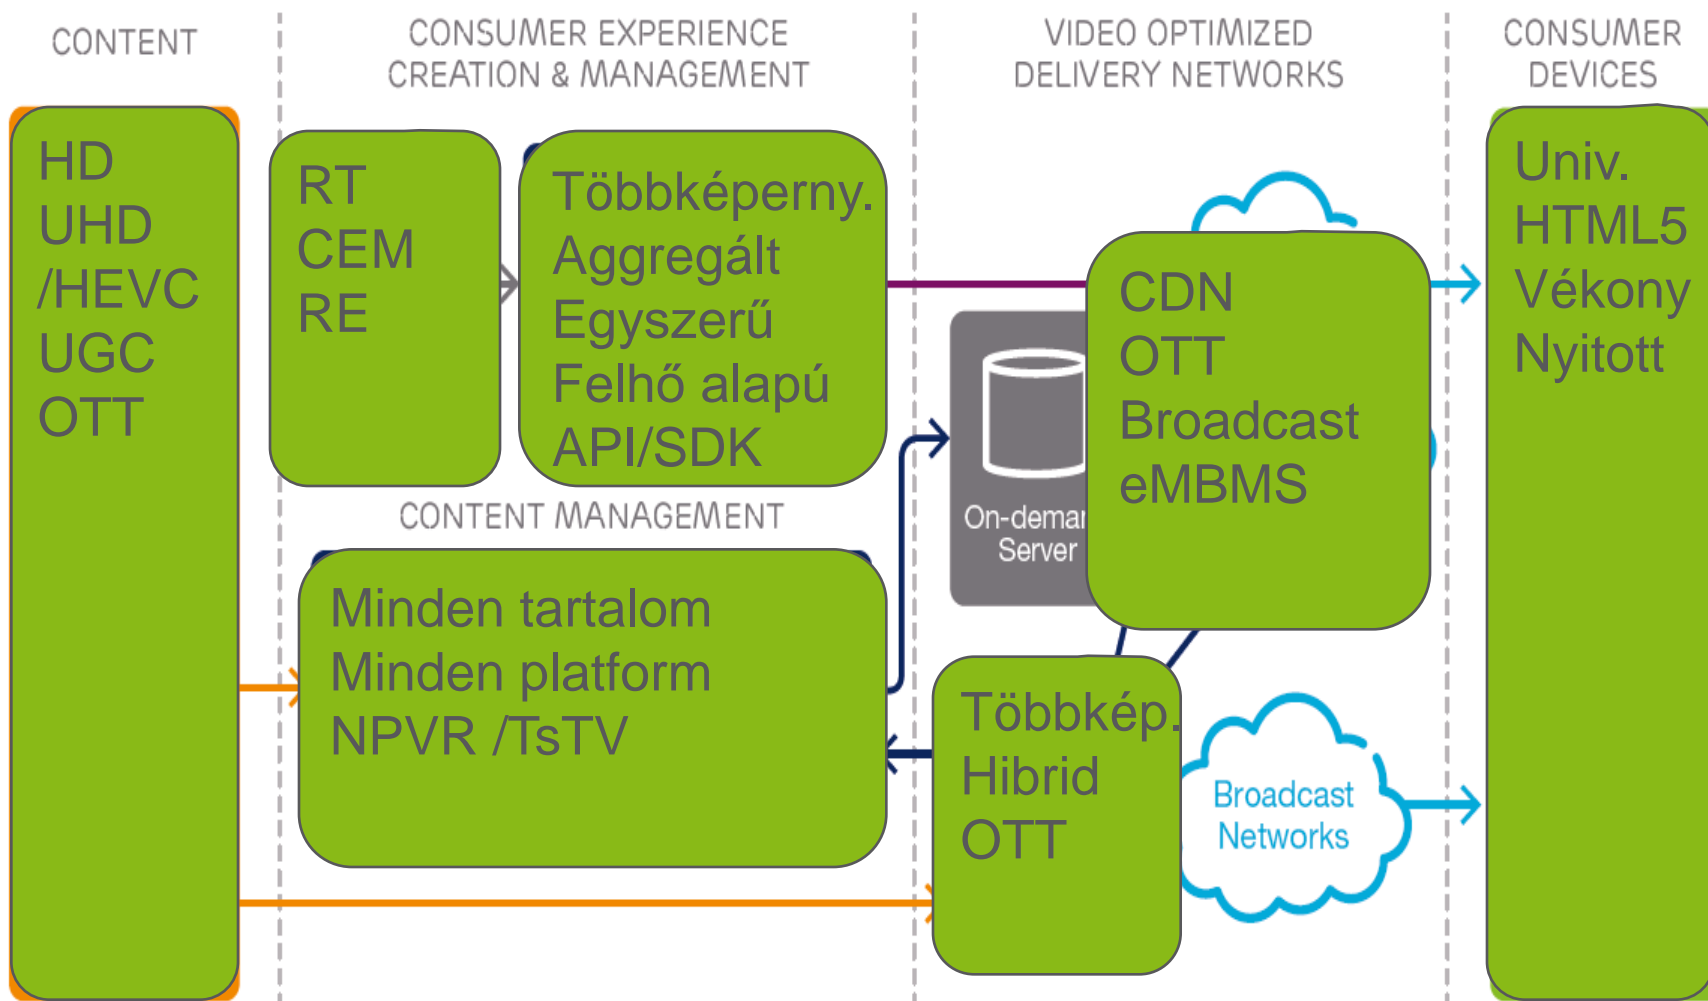 CONTENT
CONSUMER EXPERIENCE
CREATION & MANAGEMENT
VIDEO OPTIMIZED
DELIVERY NETWORKS
CONSUMER
DEVICES
HD
UHD
/HEVC
UGC
OTT
RT
CEM
RE
Többképerny.
Aggregált
Egyszerű
Felhő alapú
API/SDK
CONTENT MANAGEMENT
Minden tartalom
Minden platform
NPVR /TsTV
On-deman
Server
CDN
OTT
Broadcast
eMBMS
Többkép.
Hibrid
OTT
Broadcast
Networks
Univ.
HTML5
Vékony
Nyitott